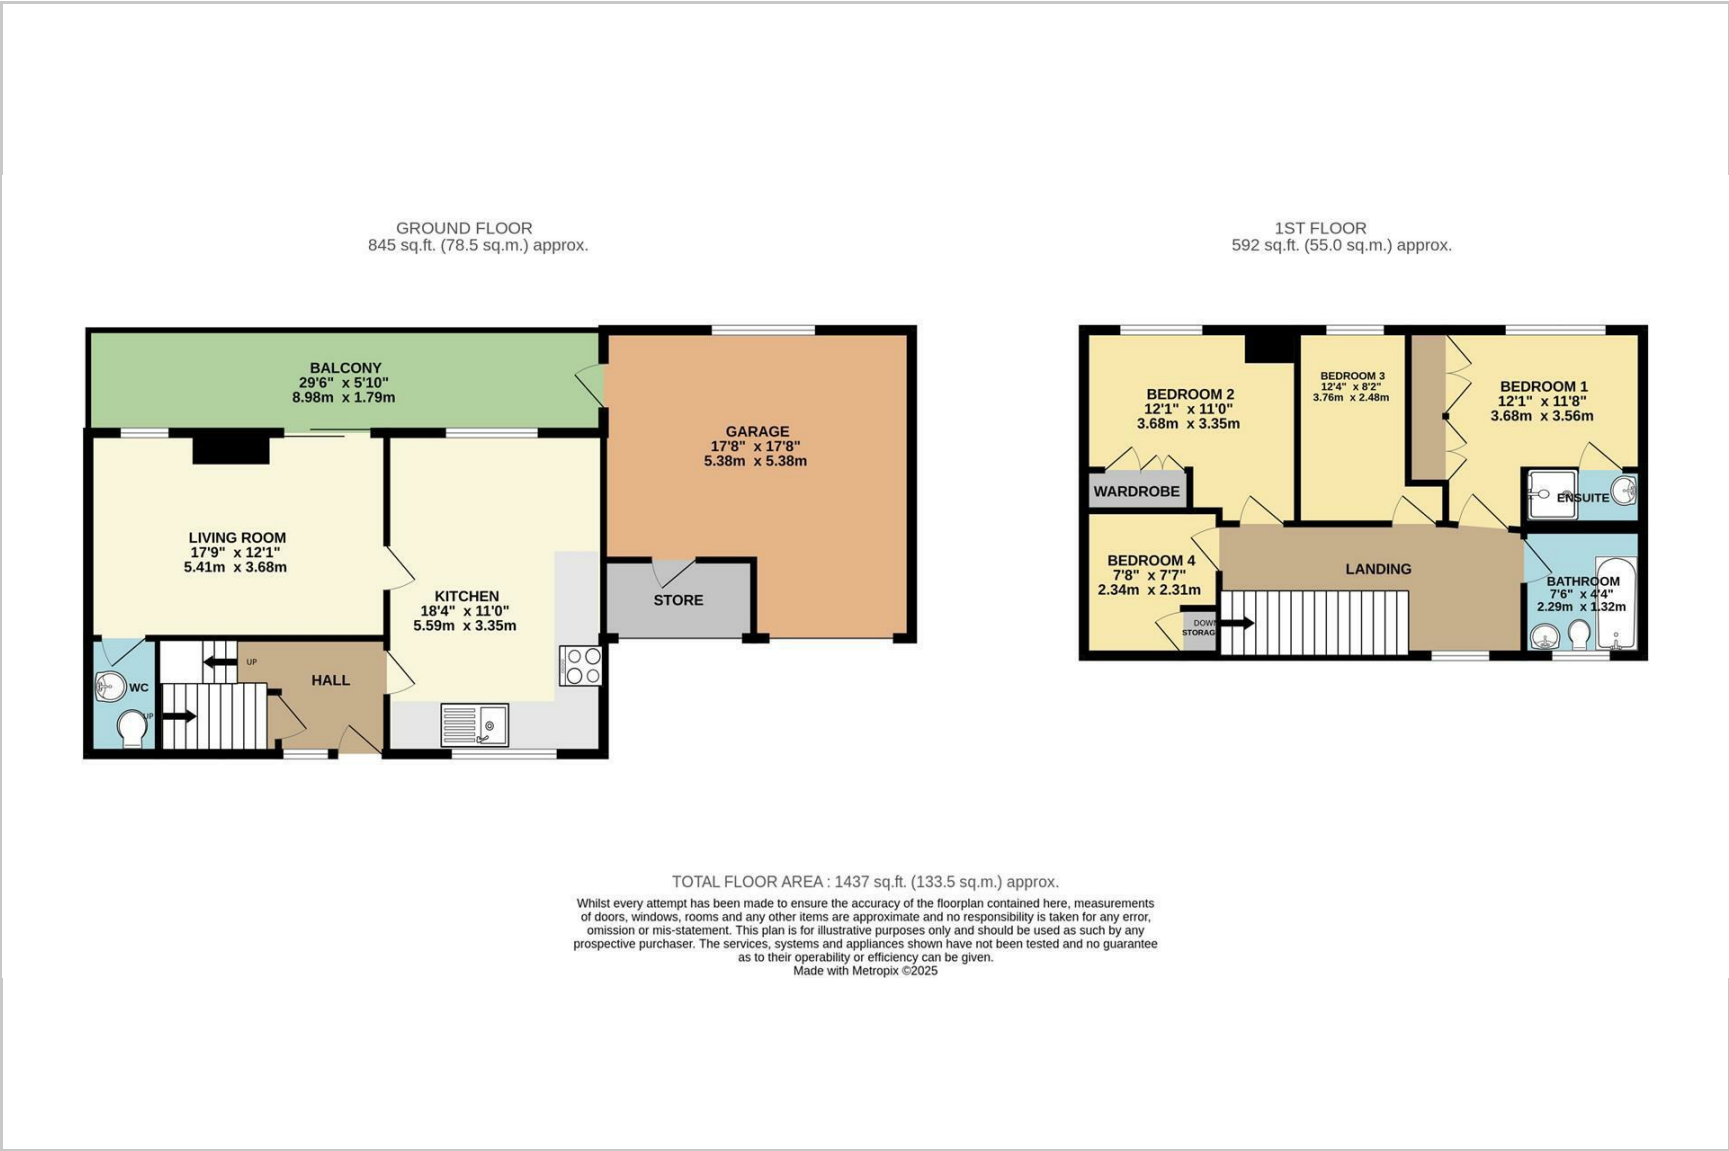 GROUND FLOOR
845 sq.ft. (78.5 sq.m.) approx.
BALCONY
29'6" x 5'10"
8.98m x 1.79m
GARAGE
17'8" x 17'8"
5.38m x 5.38m
LIVING ROOM
17'9" x 12'1"
5.41m x 3.68m
KITCHEN
18'4" x 11'0"
5.59m x 3.35m
STORE
UP
HALL
WC
UP
1ST FLOOR
592 sq.ft. (55.0 sq.m.) approx.
BEDROOM 2
12'1" x 11'0"
3.68m x 3.35m
BEDROOM 3
12'4" x 8'2"
3.76m x 2.48m
BEDROOM 1
12'1" x 11'8"
3.68m x 3.56m
WARDROBE
ENSUITE
BEDROOM 4
7'8" x 7'7"
2.34m x 2.31m
LANDING
BATHROOM
7'6" x 4'4"
2.29m x 1.32m
DOWN
STORAGE
TOTAL FLOOR AREA : 1437 sq.ft. (133.5 sq.m.) approx.
Whilst every attempt has been made to ensure the accuracy of the floorplan contained here, measurements
of doors, windows, rooms and any other items are approximate and no responsibility is taken for any error,
omission or mis-statement. This plan is for illustrative purposes only and should be used as such by any
prospective purchaser. The services, systems and appliances shown have not been tested and no guarantee
as to their operability or efficiency can be given.
Made with Metropix ©2025